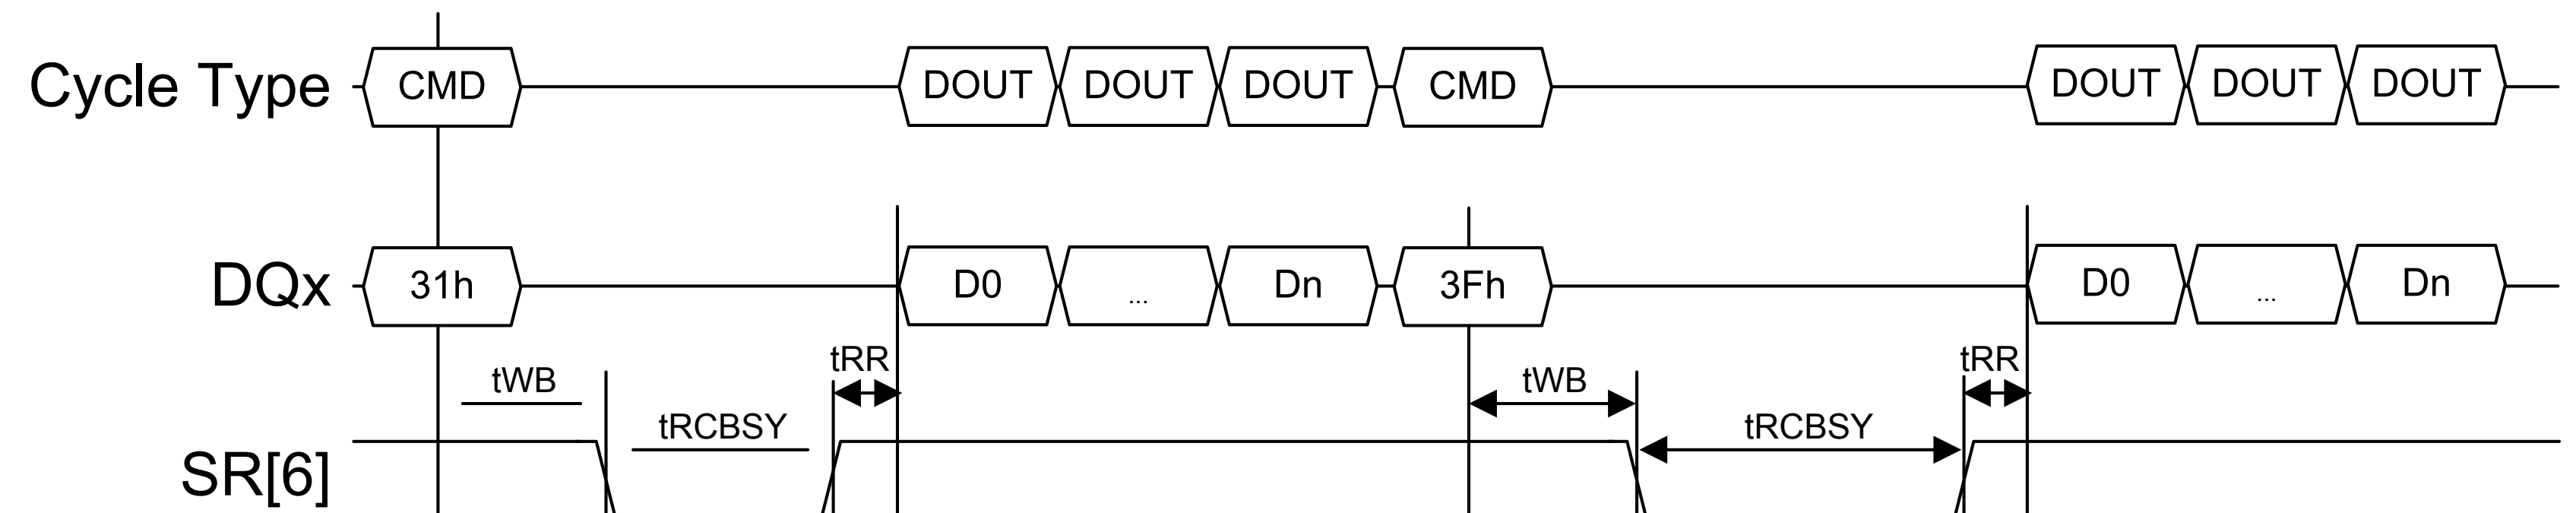 Cycle Type CMD DOUT DOUT DOUT CMD DOUT DOUT DOUT
DQx 31h D0 ... Dn 3Fh D0 ... Dn
tRR tRR
tWB tWB
tRCBSY tRCBSY
SR[6]